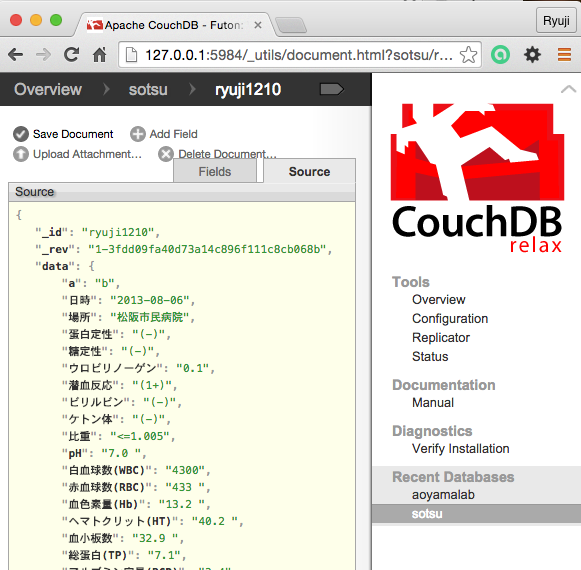 Apache CouchDB - Futon:
Ryuji
127.0.0.1:5984/_utils/document.html?sotsu/r...
Overview
sotsu
ryuji1210
Save Document
Add Field
Upload Attachment…
Delete Document…
Fields
Source
Source
{
"_id": "ryuji1210",
"_rev": "1-3fdd09fa40d73a14c896f111c8cb068b",
"data": {
"a": "b",
"日時": "2013-08-06",
"場所": "松阪市民病院",
"蛋白定性": "(-)",
"糖定性": "(-)",
"ウロビリノーゲン": "0.1",
"潜血反応": "(1+)",
"ビリルビン": "(-)",
"ケトン体": "(-)",
"比重": "<=1.005",
"pH": "7.0 ",
"白血球数(WBC)": "4300",
"赤血球数(RBC)": "433 ",
"血色素量(Hb)": "13.2 ",
"ヘマトクリット(HT)": "40.2 ",
"血小板数": "32.9 ",
"総蛋白(TP)": "7.1",
CouchDB
relax
Tools
Overview
Configuration
Replicator
Status
Documentation
Manual
Diagnostics
Verify Installation
Recent Databases
aoyamalab
sotsu